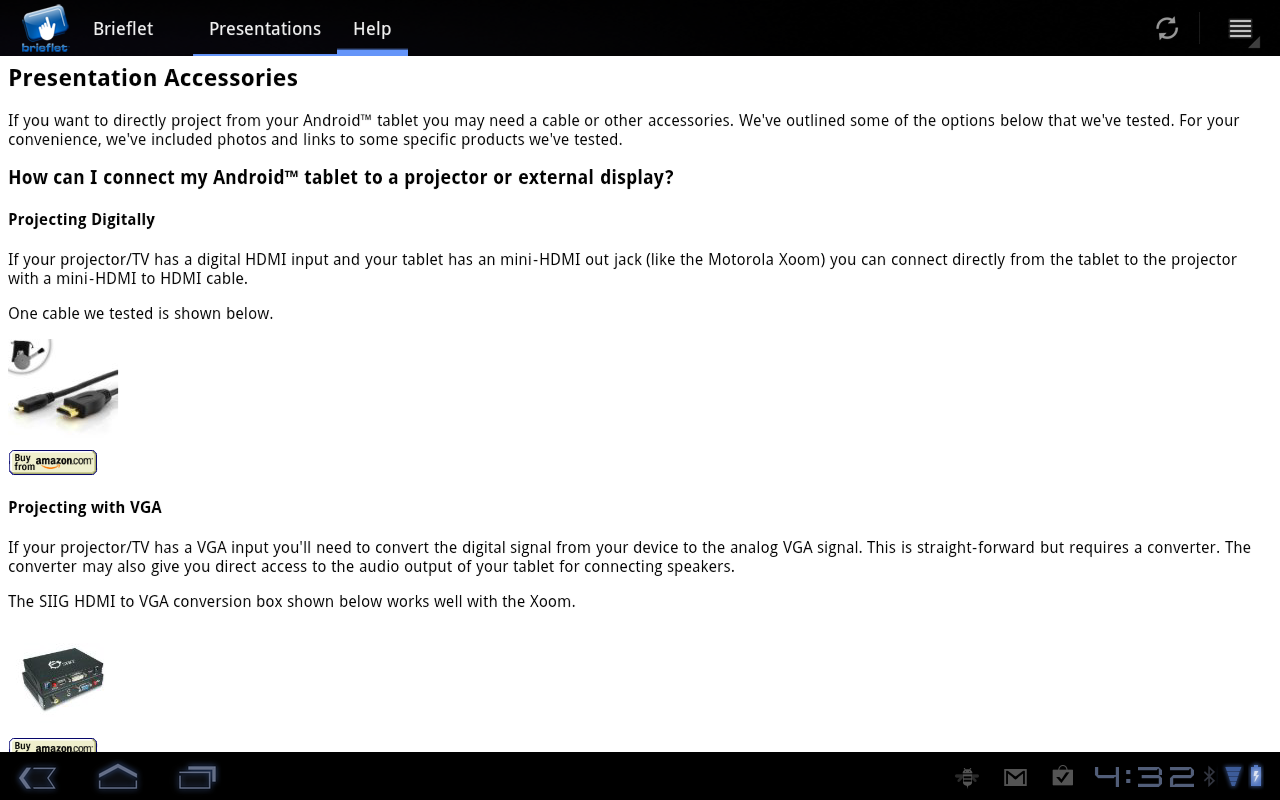 brieflet
Brieflet
Presentations
Help
Presentation Accessories
If you want to directly project from your Android™ tablet you may need a cable or other accessories. We've outlined some of the options below that we've tested. For your
convenience, we've included photos and links to some specific products we've tested.
How can I connect my Android™ tablet to a projector or external display?
Projecting Digitally
If your projector/TV has a digital HDMI input and your tablet has an mini-HDMI out jack (like the Motorola Xoom) you can connect directly from the tablet to the projector
with a mini-HDMI to HDMI cable.
One cable we tested is shown below.
Buy
from amazon.com
Projecting with VGA
If your projector/TV has a VGA input you'll need to convert the digital signal from your device to the analog VGA signal. This is straight-forward but requires a converter. The
converter may also give you direct access to the audio output of your tablet for connecting speakers.
The SIIG HDMI to VGA conversion box shown below works well with the Xoom.
Buy
amazon.com
4:32